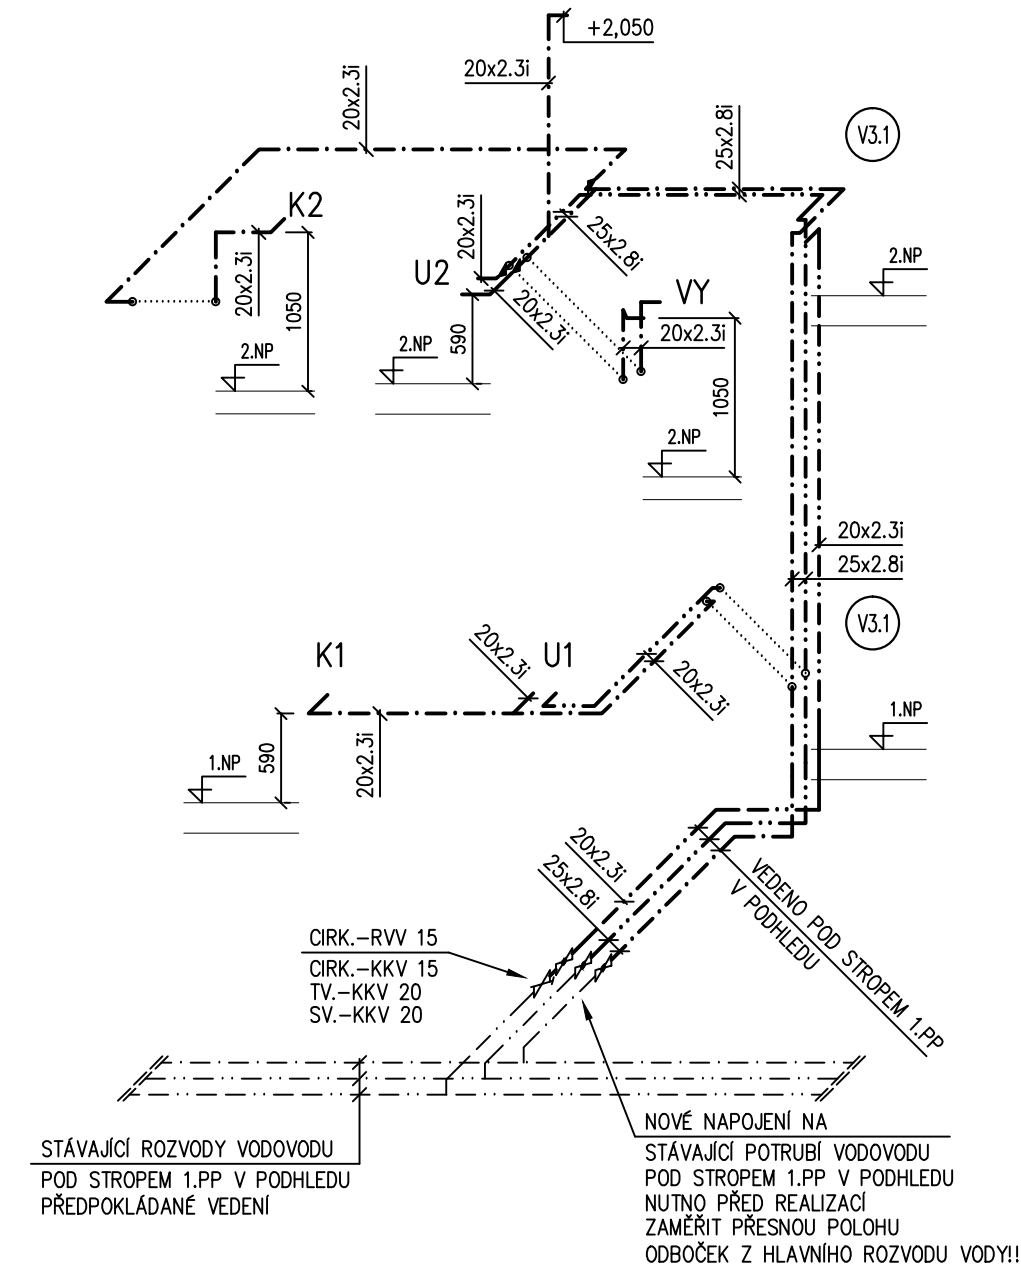 +2,050
20x2.3i
20x2.3i
25x2.8i
V3.1
K2
20x2.3i
1050
2.NP
20x2.3i
25x2.8i
U2
20x2.3i
590
2.NP
VY
20x2.3i
1050
2.NP
2.NP
20x2.3i
25x2.8i
V3.1
K1
20x2.3i
U1
20x2.3i
20x2.3i
590
1.NP
1.NP
20x2.3i
25x2.8i
VEDENO POD STROPEM 1.PP
V PODHLEDU
CIRK.-RVV 15
CIRK.-KKV 15
TV.-KKV 20
SV.-KKV 20
STÁVAJÍCÍ ROZVODY VODOVODU
POD STROPEM 1.PP V PODHLEDU
PŘEDPOKLÁDANÉ VEDENÍ
NOVÉ NAPOJENÍ NA
STÁVAJÍCÍ POTRUBÍ VODOVODU
POD STROPEM 1.PP V PODHLEDU
NUTNO PŘED REALIZACÍ
ZAMĚŘIT PŘESNOU POLOHU
ODBOČEK Z HLAVNÍHO ROZVODU VODY!!